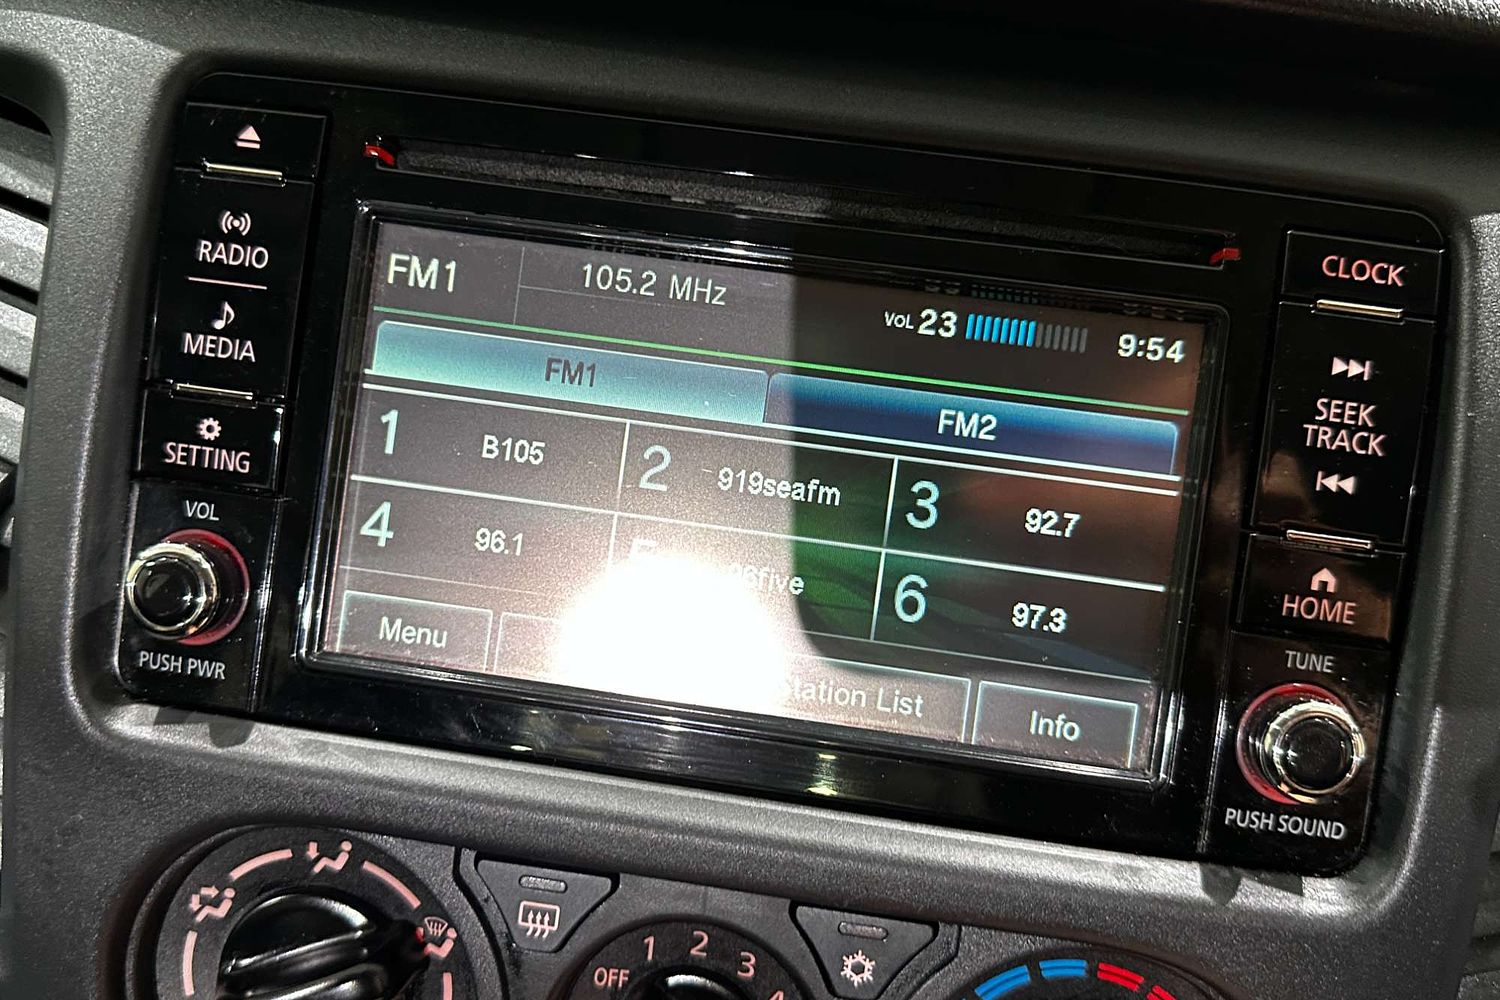 RADIO
MEDIA
SETTING
VOL
PUSH PWR
FM1 105.2 MHz
VOL 23 9:54
FM1 FM2
1 B105 2 919seafm 3 92.7
4 96.1 6 97.3
Menu List Info
CLOCK
SEEK
TRACK
HOME
TUNE
PUSH SOUND
OFF 1 2 3 4